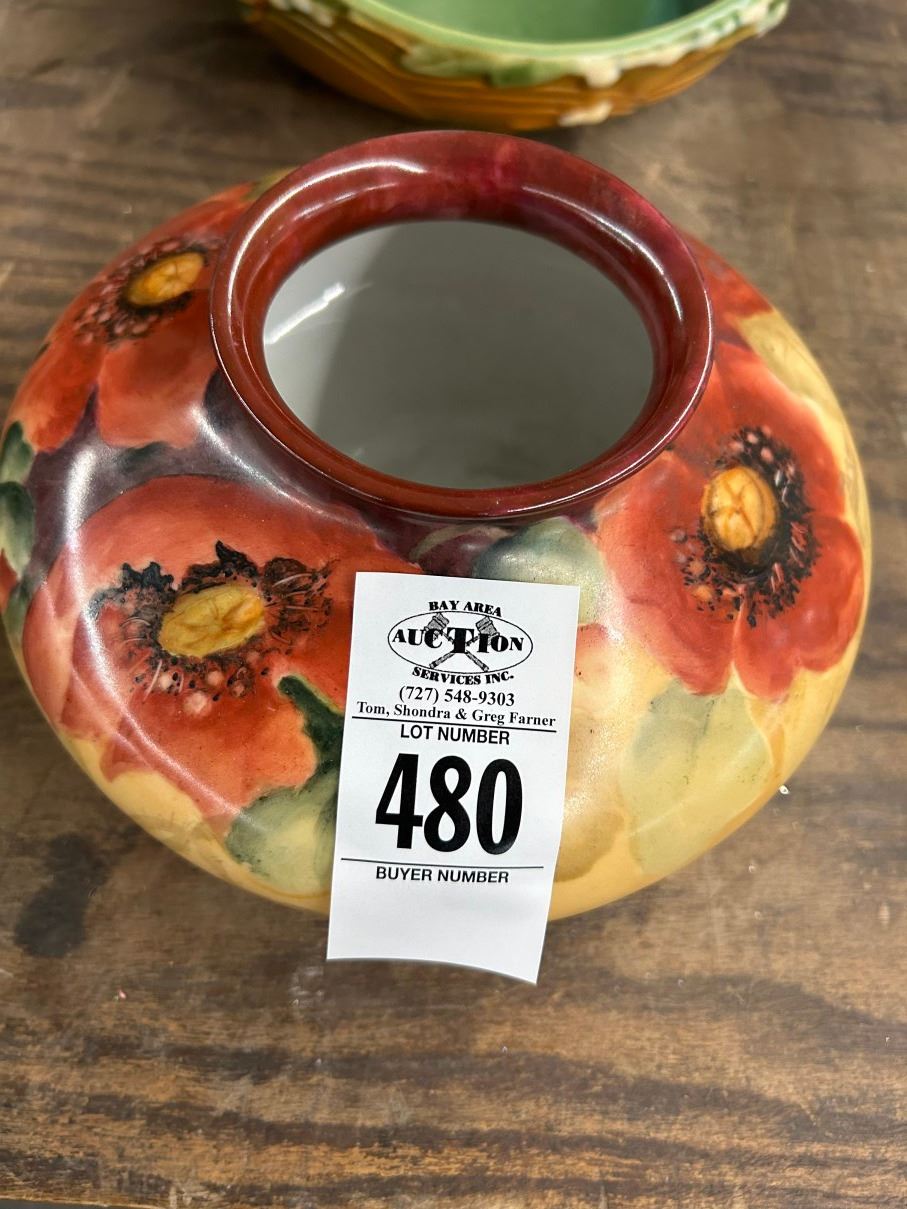 BAY AREA
AUCTION
SERVICES INC.
(727) 548-9303
Tom, Shondra & Greg Farner
LOT NUMBER
480
BUYER NUMBER